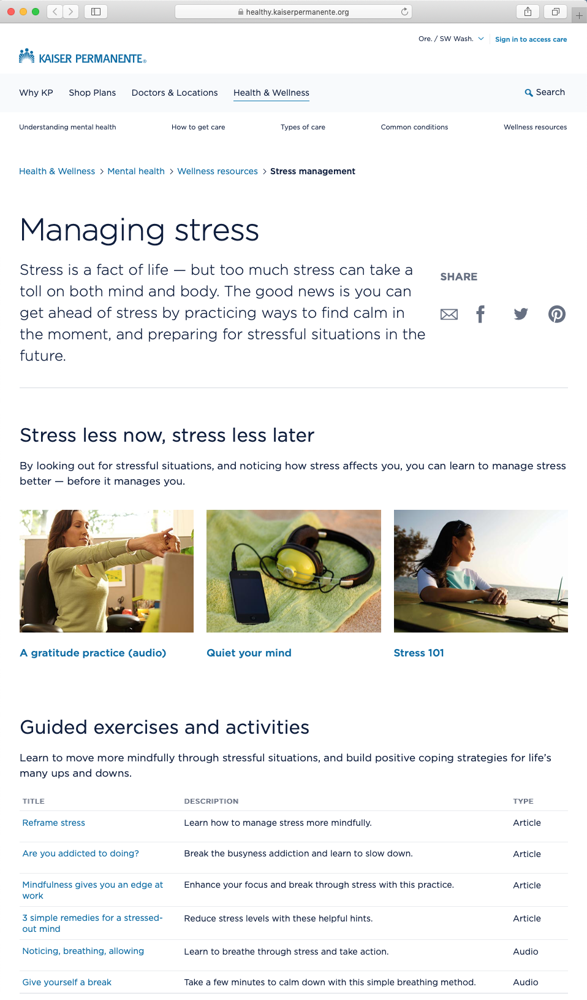 healthy.kaiserpermanente.org
Ore. / SW Wash.
Sign in to access care
KAISER PERMANENTE®
Why KP
Shop Plans
Doctors & Locations
Health & Wellness
Search
Understanding mental health
How to get care
Types of care
Common conditions
Wellness resources
Health & Wellness > Mental health > Wellness resources > Stress management
Managing stress
Stress is a fact of life — but too much stress can take a
toll on both mind and body. The good news is you can
get ahead of stress by practicing ways to find calm in
the moment, and preparing for stressful situations in the
future.
SHARE
Stress less now, stress less later
By looking out for stressful situations, and noticing how stress affects you, you can learn to manage stress
better — before it manages you.
A gratitude practice (audio)
Quiet your mind
Stress 101
Guided exercises and activities
Learn to move more mindfully through stressful situations, and build positive coping strategies for life’s
many ups and downs.
TITLE DESCRIPTION TYPE
Reframe stress Learn how to manage stress more mindfully. Article
Are you addicted to doing? Break the busyness addiction and learn to slow down. Article
Mindfulness gives you an edge at Enhance your focus and break through stress with this practice. Article
work
3 simple remedies for a stressed- Reduce stress levels with these helpful hints. Article
out mind
Noticing, breathing, allowing Learn to breathe through stress and take action. Audio
Give yourself a break Take a few minutes to calm down with this simple breathing method. Audio